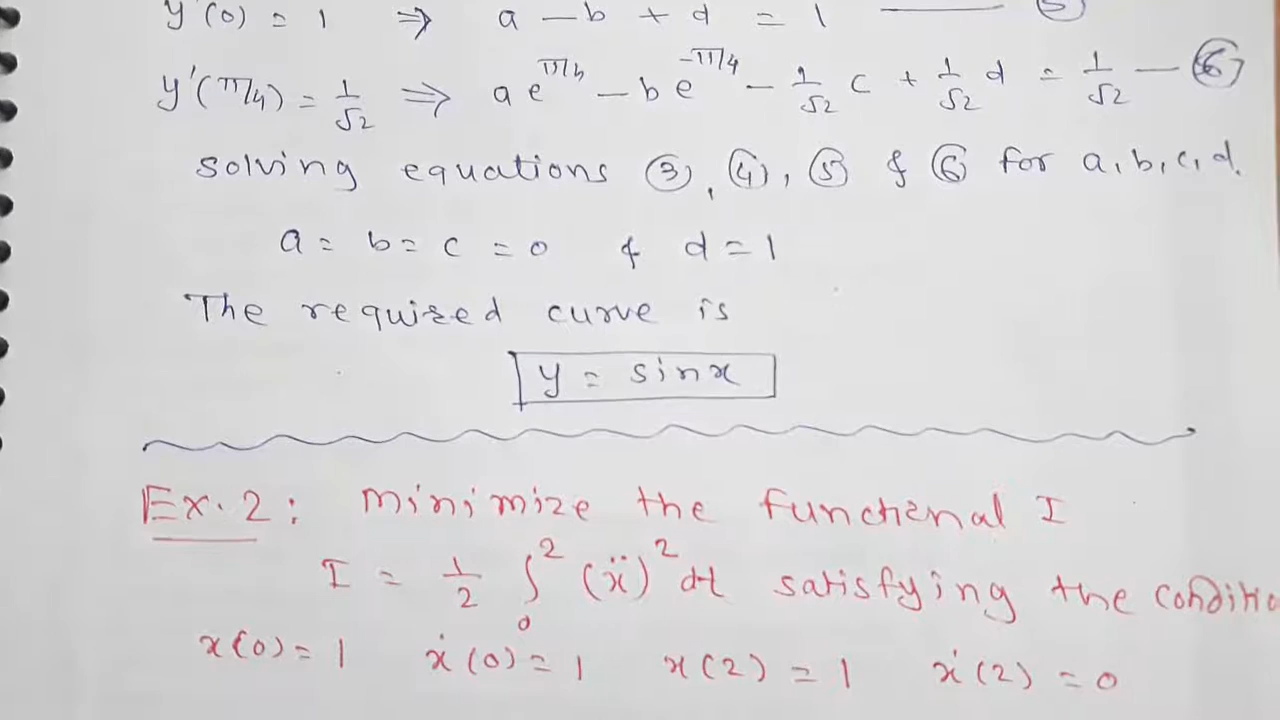 y'(0) = 1 ⇒ a − b + d = 1 —— ⑤
y'(π/4) = 1/√2 ⇒ a e^{π/4} − b e^{−π/4} − 1/√2 c + 1/√2 d = 1/√2 — ⑥
solving equations ③, ④, ⑤ & ⑥ for a, b, c, d.
a = b = c = 0 & d = 1
The required curve is
y = sinx
Ex. 2: Minimize the functional I
I = 1/2 ∫₀² (ẍ)² dt satisfying the conditio
x(0) = 1 ẋ(0) = 1 x(2) = 1 ẋ(2) = 0